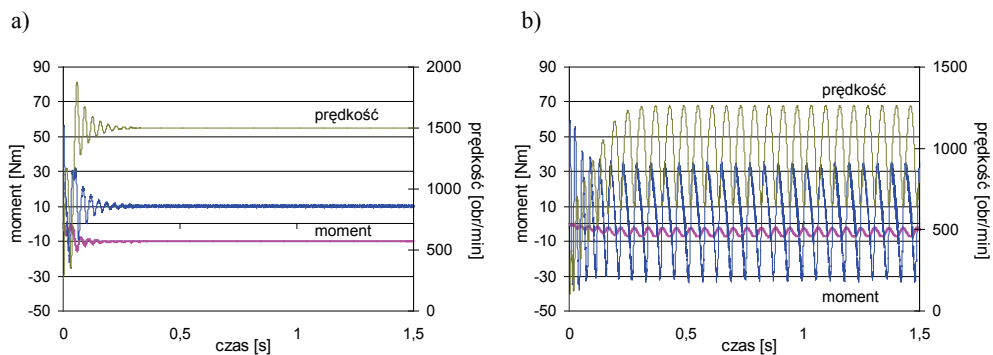 a)
90
70
50
30
10
-10
-30
-50
moment [Nm]
prędkość
moment
2000
1500
1000
500
0
prędkość [obr/min]
0
0,5
1
1,5
czas [s]
b)
90
70
50
30
10
-10
-30
-50
moment [Nm]
prędkość
moment
1500
1000
500
0
prędkość [obr/min]
0
0,5
1
1,5
czas [s]